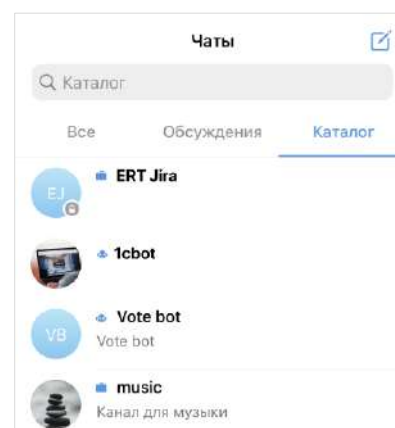 Чаты
Каталог
Все Обсуждения Каталог
EJ ERT Jira
1cbot
VB Vote bot
Vote bot
music
Канал для музыки